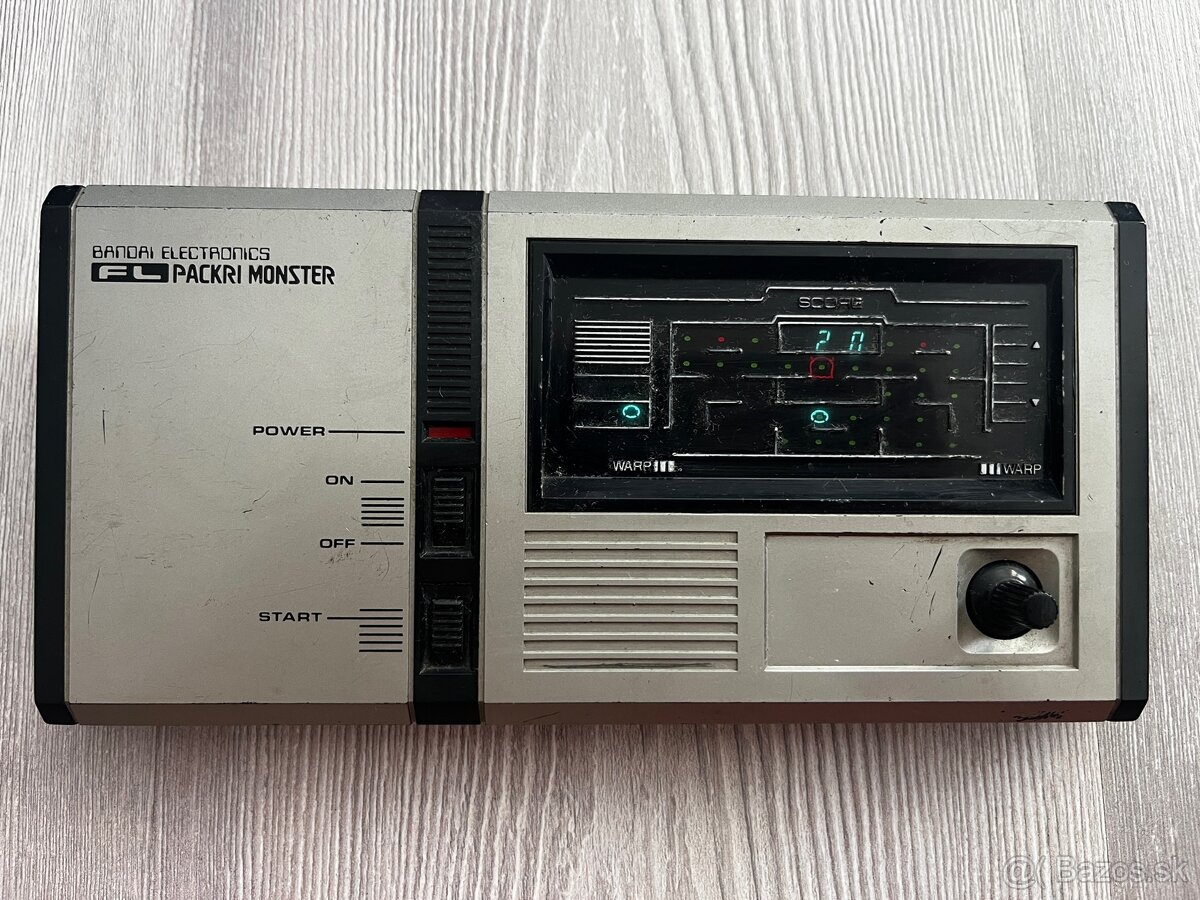 BANDAI ELECTRONICS
FL PACKRI MONSTER
SCORE
20
WARP
WARP
POWER
ON
OFF
START
@( Bazos.sk